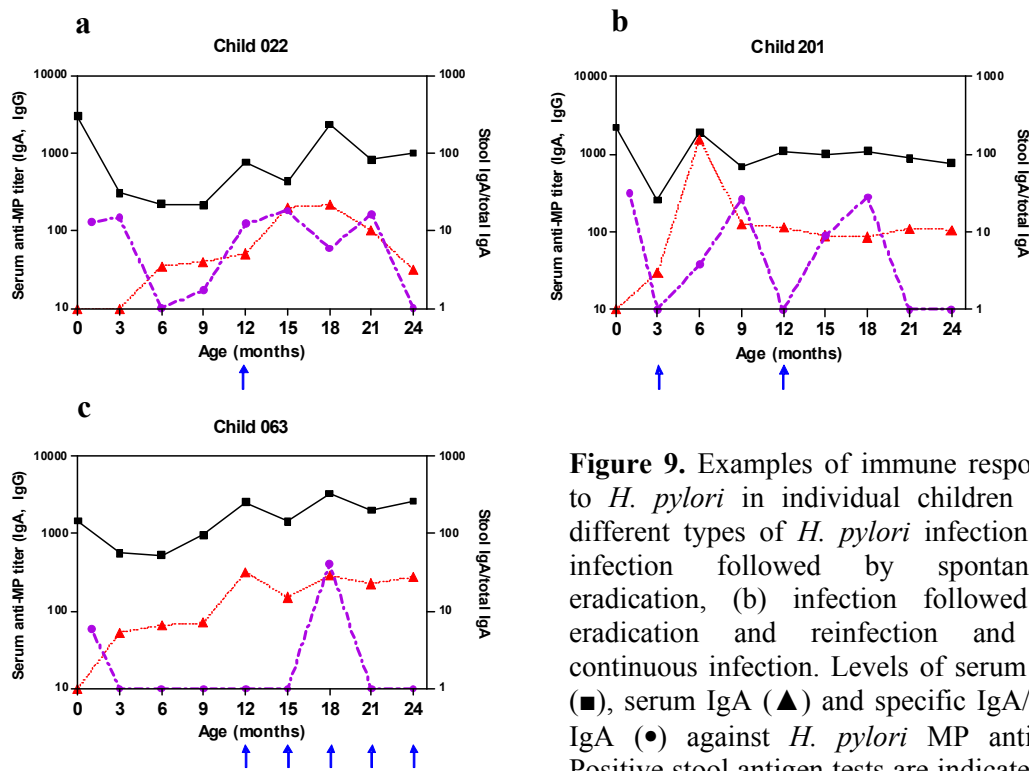 a
Child 022
10000
1000
100
10
1000
100
10
1
Serum anti-MP titer (IgA, IgG)
Stool IgA/total IgA
0 3 6 9 12 15 18 21 24
Age (months)
b
Child 201
10000
1000
100
10
1000
100
10
1
Serum anti-MP titer (IgA, IgG)
Stool IgA/total IgA
0 3 6 9 12 15 18 21 24
Age (months)
c
Child 063
10000
1000
100
10
1000
100
10
1
Serum anti-MP titer (IgA, IgG)
Stool IgA/total IgA
0 3 6 9 12 15 18 21 24
Age (months)
Figure 9. Examples of immune respo
to H. pylori in individual children
different types of H. pylori infection
infection followed by spontan
eradication, (b) infection followed
eradication and reinfection and
continuous infection. Levels of serum
(■), serum IgA (▲) and specific IgA/
IgA (●) against H. pylori MP anti
Positive stool antigen tests are indicate